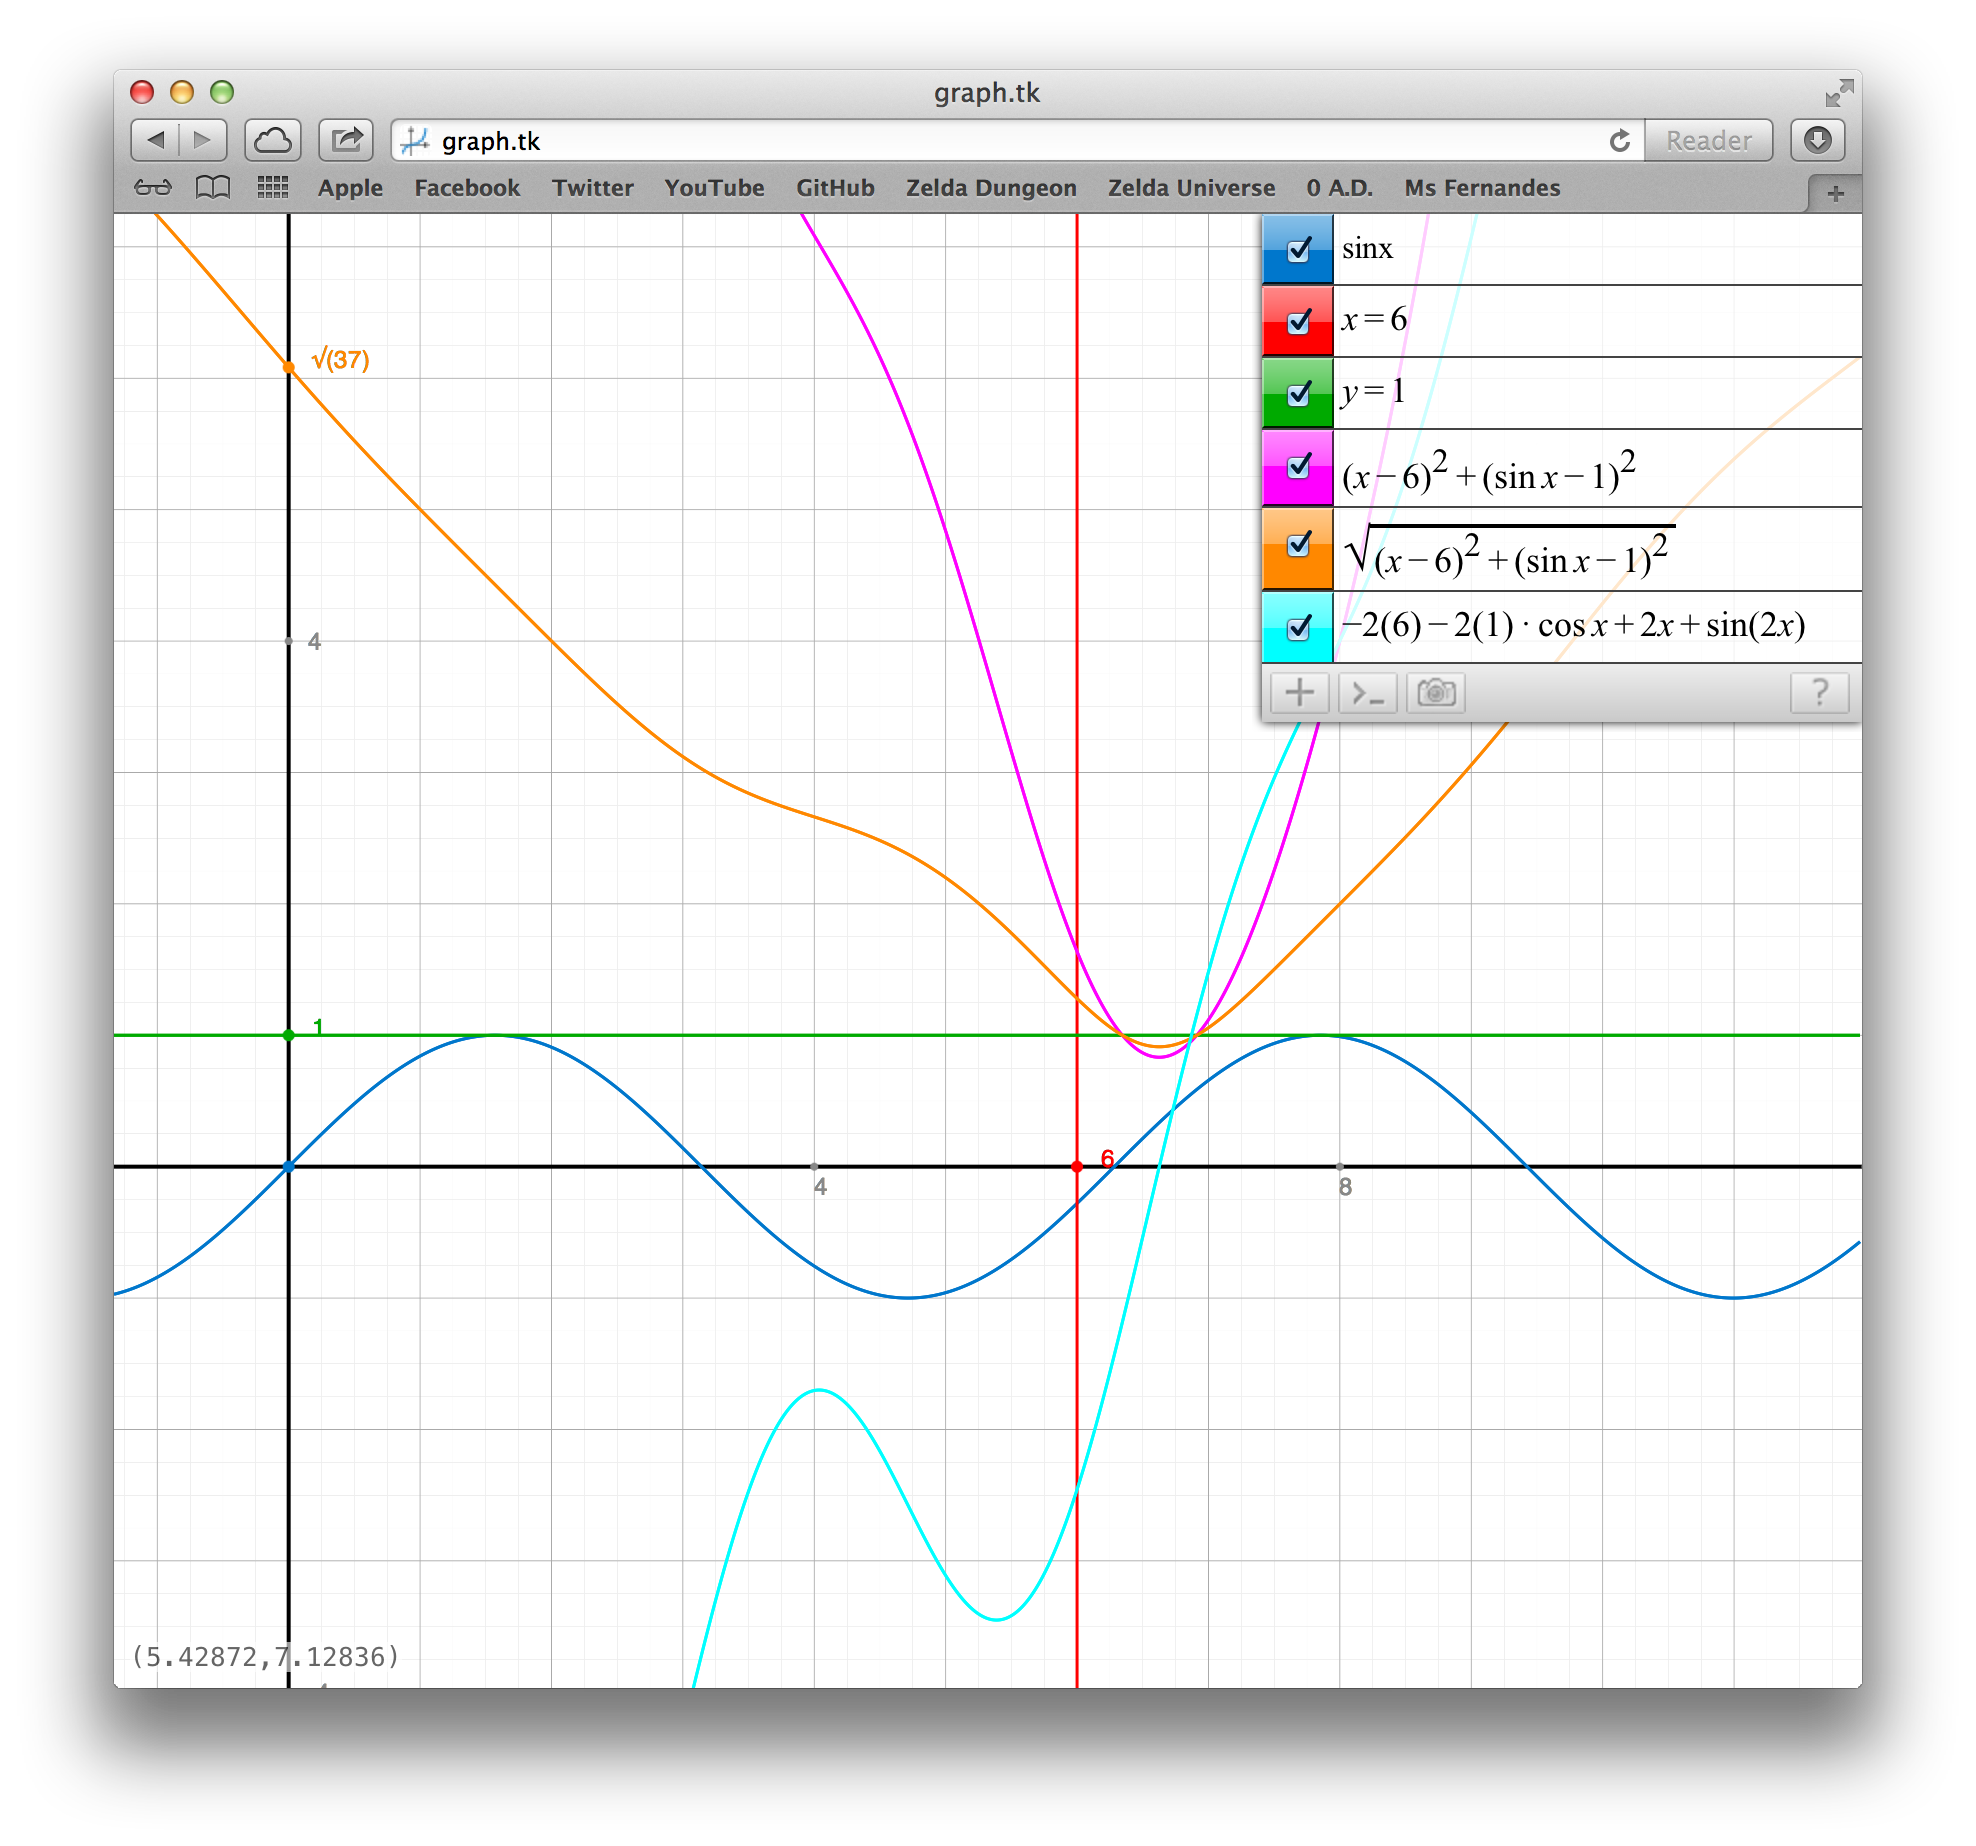 graph.tk
graph.tk
Reader
Apple Facebook Twitter YouTube GitHub Zelda Dungeon Zelda Universe 0 A.D. Ms Fernandes
sinx
x=6
y=1
(x−6)²+(sin x−1)²
√(x−6)²+(sin x−1)²
−2(6)−2(1)·cos x+2x+sin(2x)
?
√(37)
4
1
6
4
8
(5.42872,7.12836)